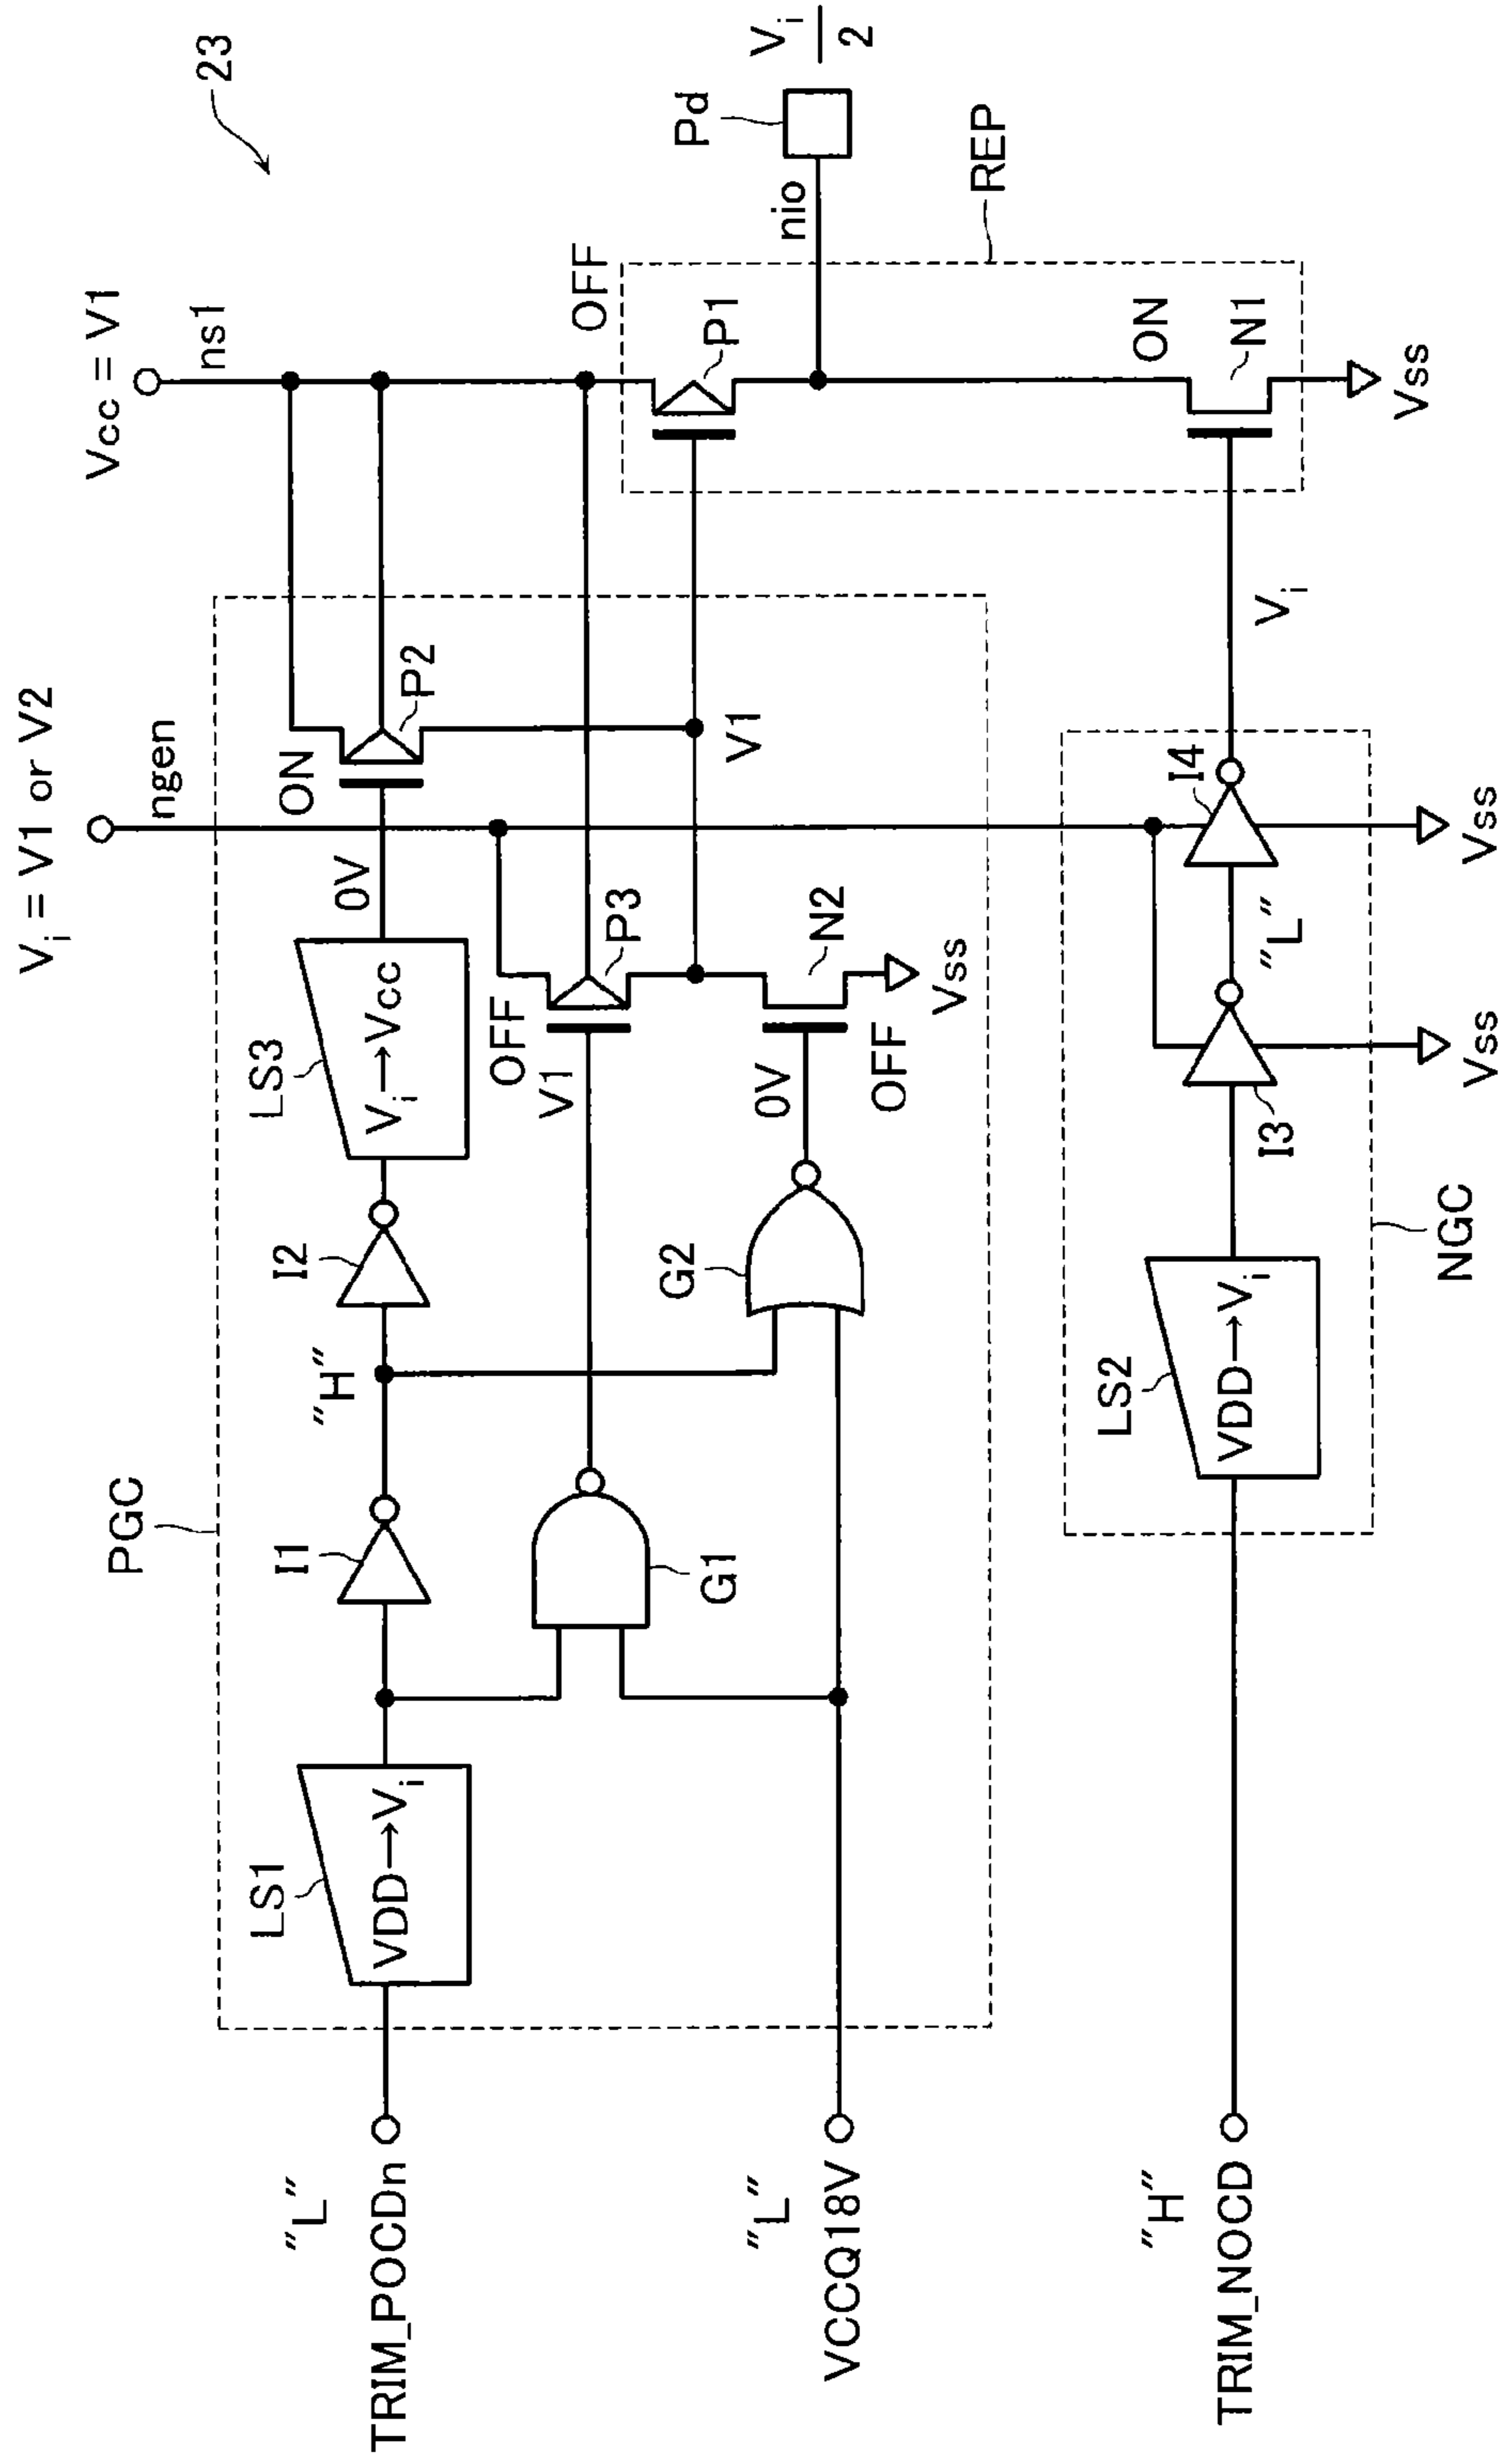 23
Vi = V1 or V2
ngen
Vcc = V1
ns1
PGC
LS1
VDD→Vi
I1
"H"
I2
LS3
Vi→Vcc
0V
ON
P2
G1
G2
V1
OFF
P3
0V
OFF
N2
Vss
V1
OFF
P1
nio
Pd
Vi
2
REP
ON
N1
Vss
Vi
"L"
TRIM_POCDn
"L"
VCCQ18V
"H"
TRIM_NOCD
LS2
VDD→Vi
NGC
I3
Vss
"L"
I4
Vss